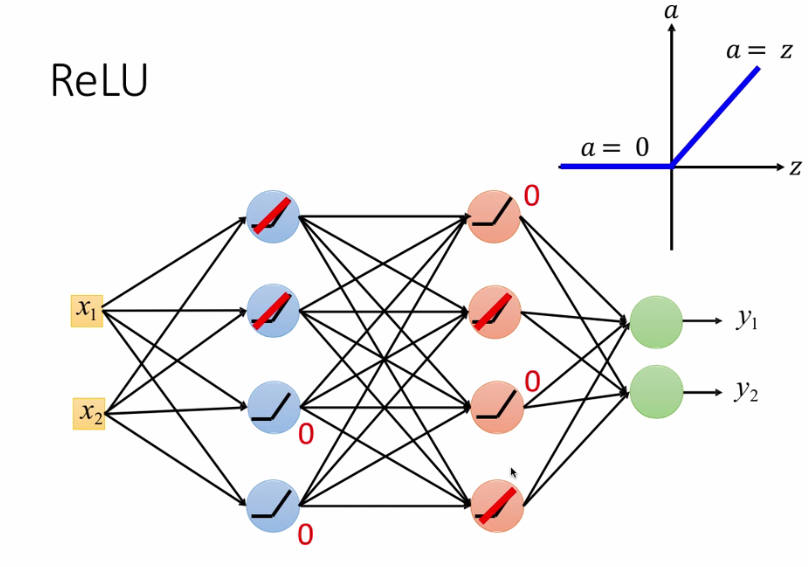 a
a = z
ReLU
a = 0
z
0
x₁
y₁
0
x₂
y₂
0
0